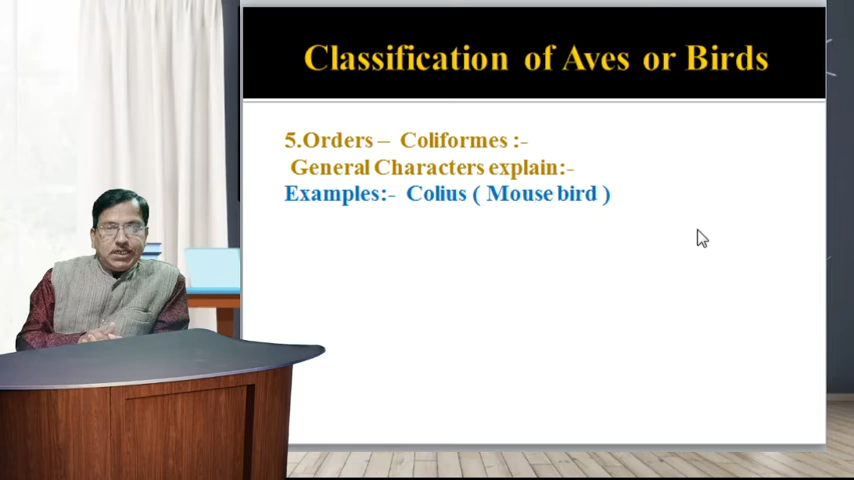 Classification of Aves or Birds
5.Orders – Coliformes :-
General Characters explain:-
Examples:- Colius ( Mouse bird )